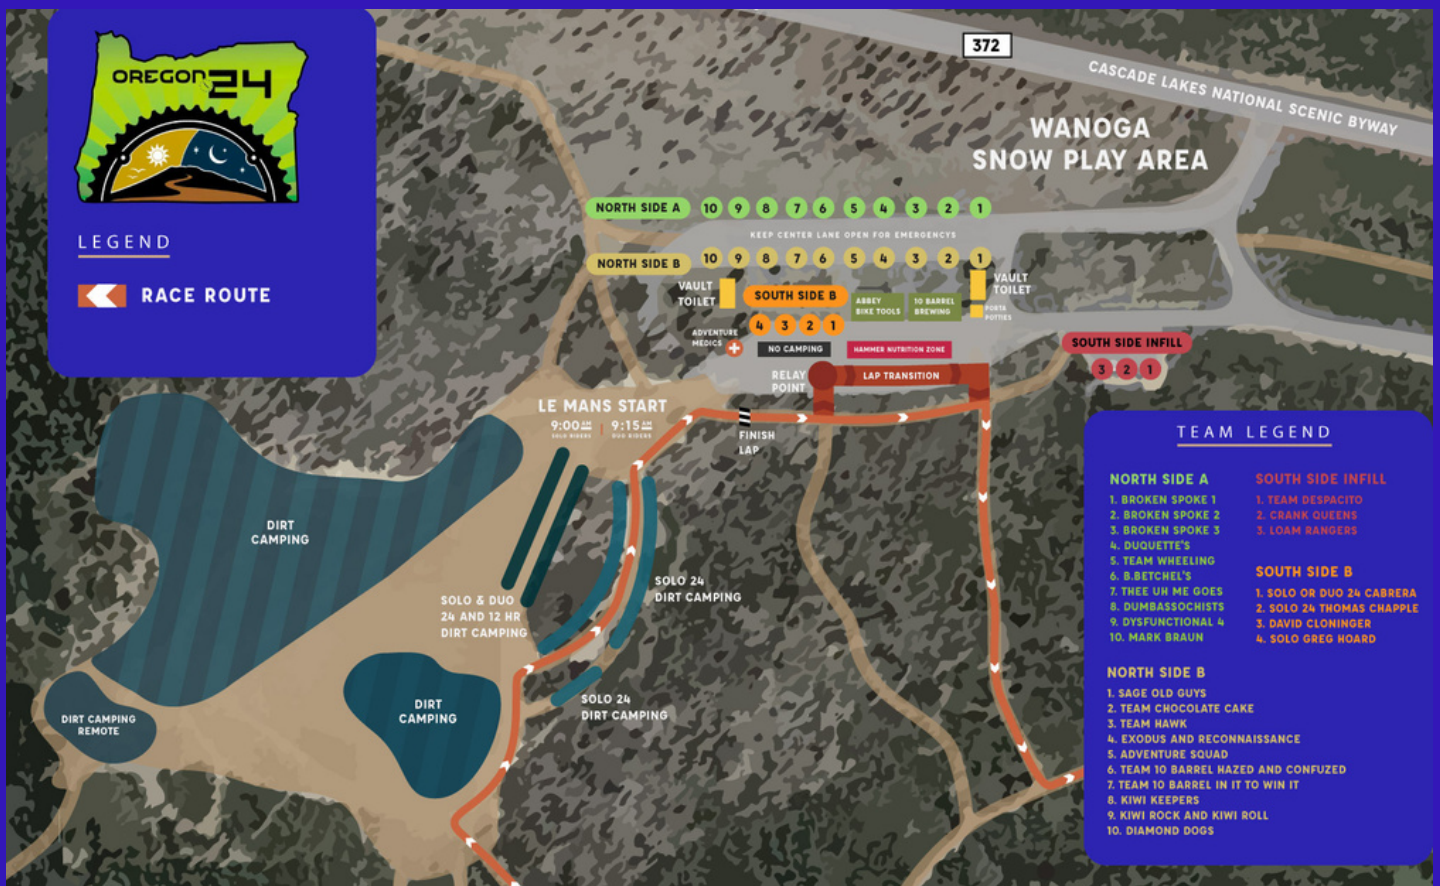 OREGON 24
LEGEND
RACE ROUTE
372
CASCADE LAKES NATIONAL SCENIC BYWAY
WANOGA
SNOW PLAY AREA
NORTH SIDE A 10 9 8 7 6 5 4 3 2 1
KEEP CENTER LANE OPEN FOR EMERGENCYS
NORTH SIDE B 10 9 8 7 6 5 4 3 2 1
VAULT
TOILET
SOUTH SIDE B
4 3 2 1
ABBEY
BIKE TOOLS
10 BARREL
BREWING
VAULT
TOILET
PORTA
POTTIES
ADVENTURE
MEDICS
NO CAMPING
HAMMER NUTRITION ZONE
SOUTH SIDE INFILL
3 2 1
RELAY
POINT
LAP TRANSITION
LE MANS START
9:00 AM | 9:15 AM
SOLO RIDERS DUO RIDERS
FINISH
LAP
DIRT
CAMPING
SOLO 24
DIRT CAMPING
SOLO & DUO
24 AND 12 HR
DIRT CAMPING
SOLO 24
DIRT CAMPING
DIRT
CAMPING
DIRT CAMPING
REMOTE
TEAM LEGEND
NORTH SIDE A
1. BROKEN SPOKE 1
2. BROKEN SPOKE 2
3. BROKEN SPOKE 3
4. DUQUETTE'S
5. TEAM WHEELING
6. B.BETCHEL'S
7. THEE UH ME GOES
8. DUMBASSOCHISTS
9. DYSFUNCTIONAL 4
10. MARK BRAUN
SOUTH SIDE INFILL
1. TEAM DESPACITO
2. CRANK QUEENS
3. LOAM RANGERS
SOUTH SIDE B
1. SOLO OR DUO 24 CABRERA
2. SOLO 24 THOMAS CHAPPLE
3. DAVID CLONINGER
4. SOLO GREG HOARD
NORTH SIDE B
1. SAGE OLD GUYS
2. TEAM CHOCOLATE CAKE
3. TEAM HAWK
4. EXODUS AND RECONNAISSANCE
5. ADVENTURE SQUAD
6. TEAM 10 BARREL HAZED AND CONFUZED
7. TEAM 10 BARREL IN IT TO WIN IT
8. KIWI KEEPERS
9. KIWI ROCK AND KIWI ROLL
10. DIAMOND DOGS